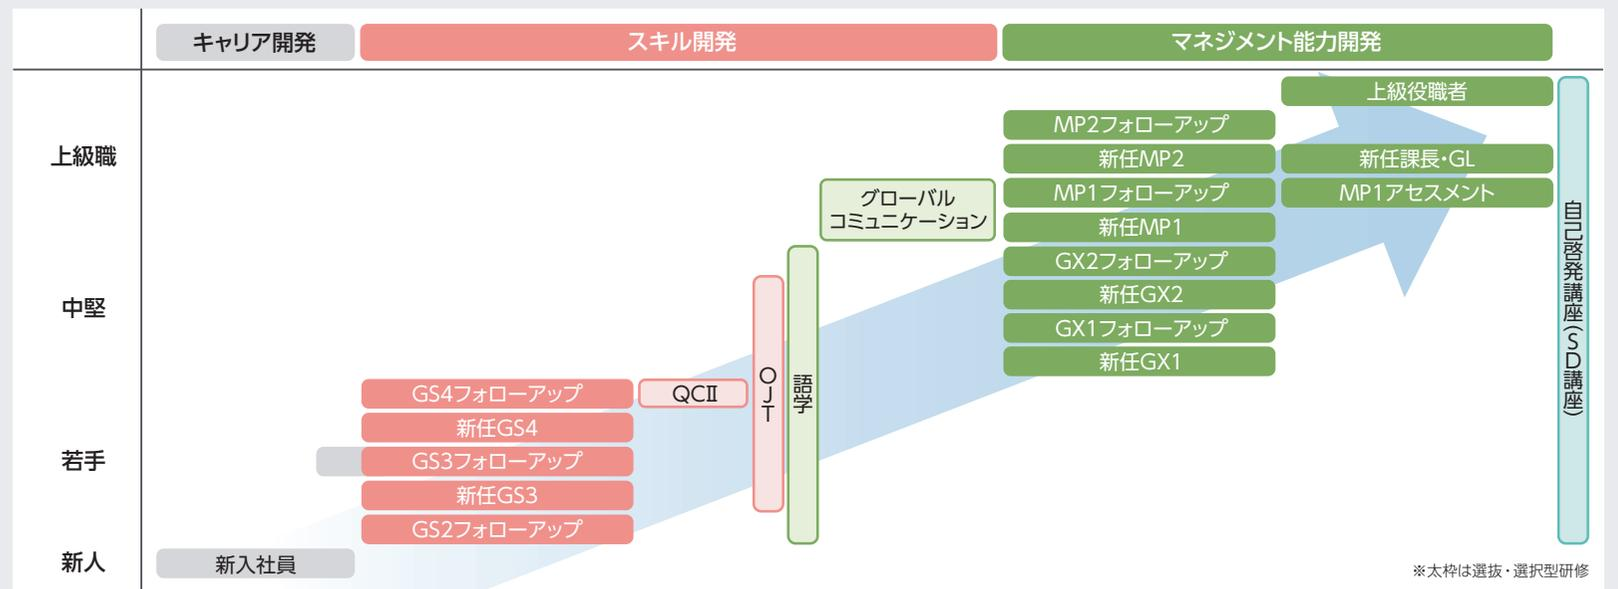 キャリア開発
スキル開発
マネジメント能力開発
上級役職者
MP2フォローアップ
上級職
新任MP2
新任課長・GL
グローバル
コミュニケーション
MP1フォローアップ
MP1アセスメント
新任MP1
GX2フォローアップ
中堅
新任GX2
GX1フォローアップ
新任GX1
自己啓発講座(SD講座)
GS4フォローアップ
QCⅡ
OJT
語学
新任GS4
若手
GS3フォローアップ
新任GS3
GS2フォローアップ
新人
新入社員
※太枠は選抜・選択型研修